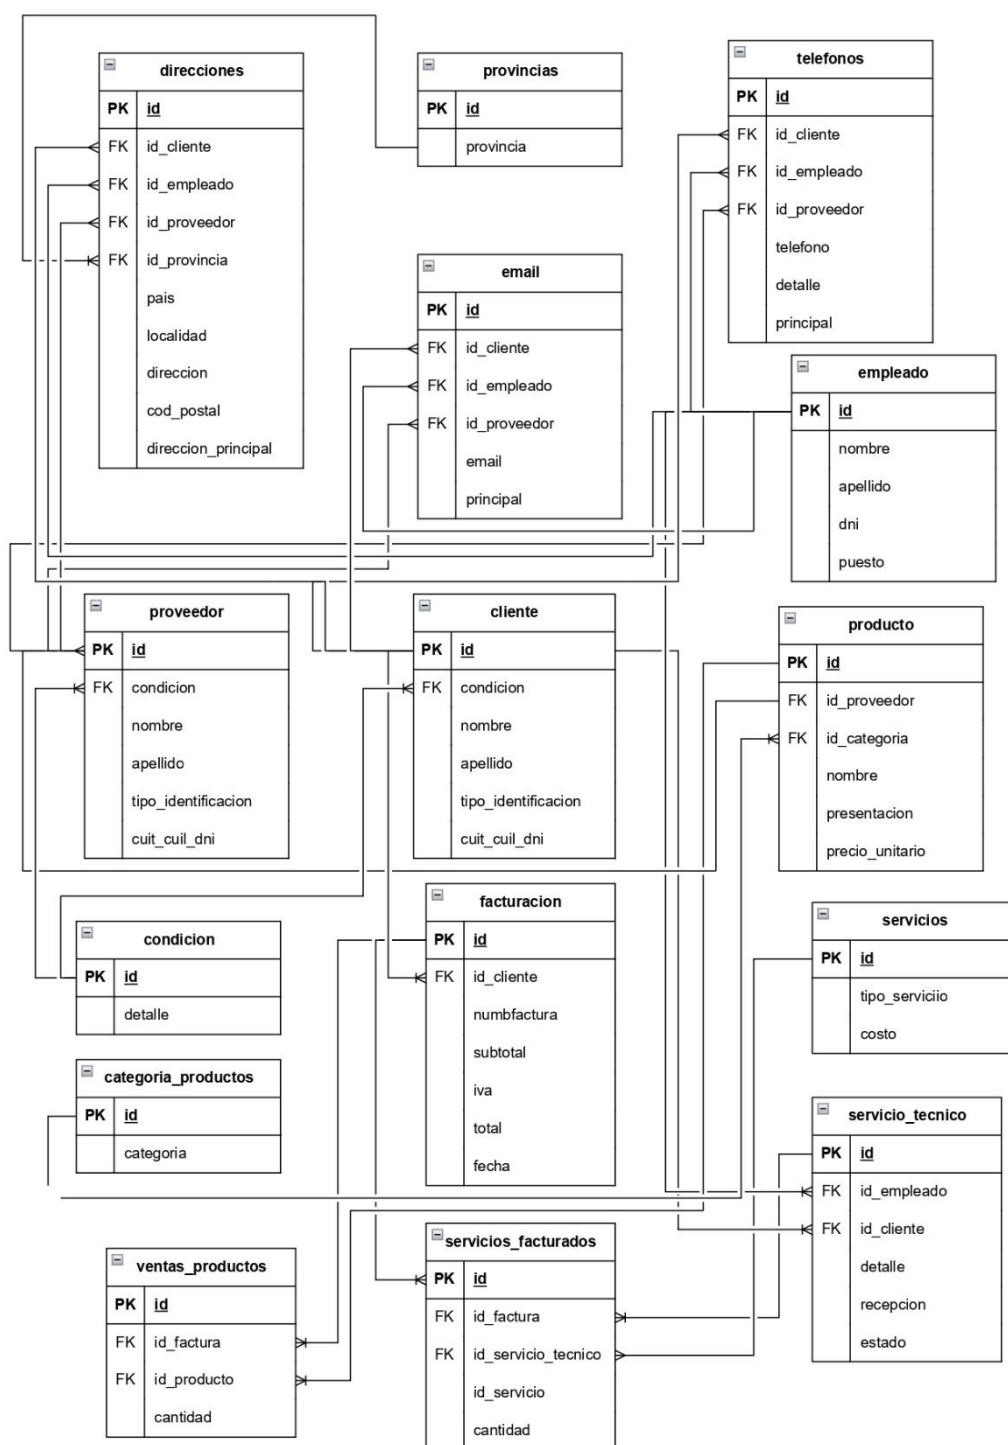 direcciones
PK id
FK id_cliente
FK id_empleado
FK id_proveedor
FK id_provincia
pais
localidad
direccion
cod_postal
direccion_principal
provincias
PK id
provincia
telefonos
PK id
FK id_cliente
FK id_empleado
FK id_proveedor
telefono
detalle
principal
email
PK id
FK id_cliente
FK id_empleado
FK id_proveedor
email
principal
empleado
PK id
nombre
apellido
dni
puesto
proveedor
PK id
FK condicion
nombre
apellido
tipo_identificacion
cuit_cuil_dni
cliente
PK id
FK condicion
nombre
apellido
tipo_identificacion
cuit_cuil_dni
producto
PK id
FK id_proveedor
FK id_categoria
nombre
presentacion
precio_unitario
condicion
PK id
detalle
facturacion
PK id
FK id_cliente
numbfactura
subtotal
iva
total
fecha
servicios
PK id
tipo_serviciio
costo
categoria_productos
PK id
categoria
servicio_tecnico
PK id
FK id_empleado
FK id_cliente
detalle
recepcion
estado
ventas_productos
PK id
FK id_factura
FK id_producto
cantidad
servicios_facturados
PK id
FK id_factura
FK id_servicio_tecnico
id_servicio
cantidad